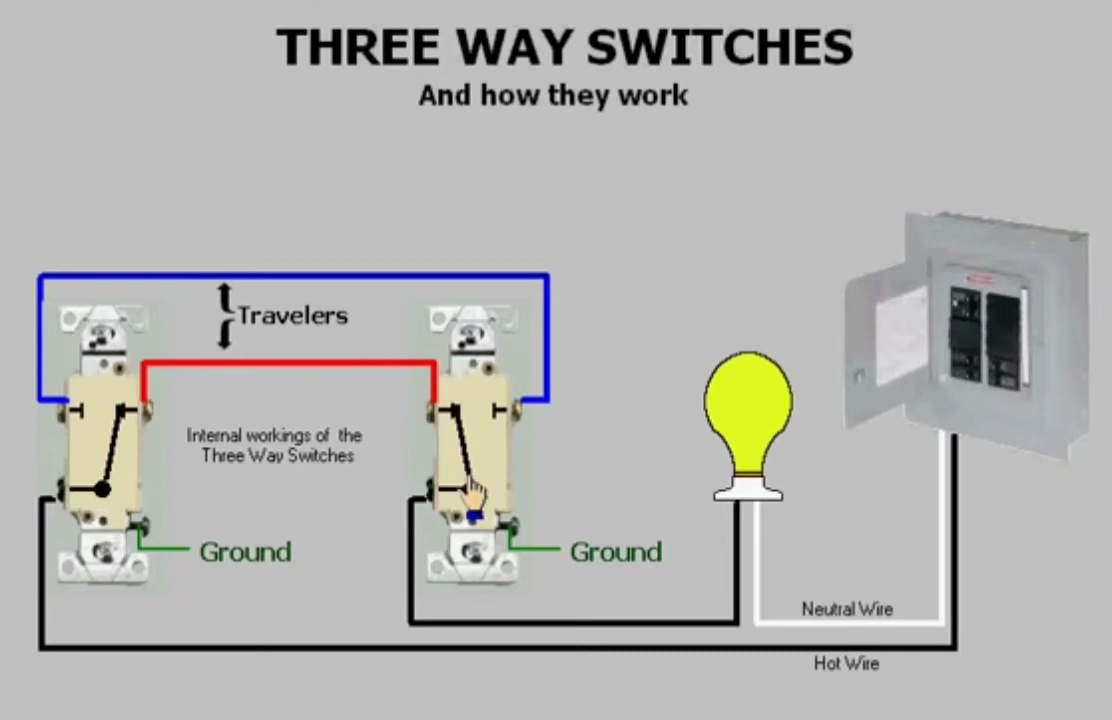 THREE WAY SWITCHES
And how they work
Travelers
Internal workings of the
Three Way Switches
Ground
Ground
Neutral Wire
Hot Wire